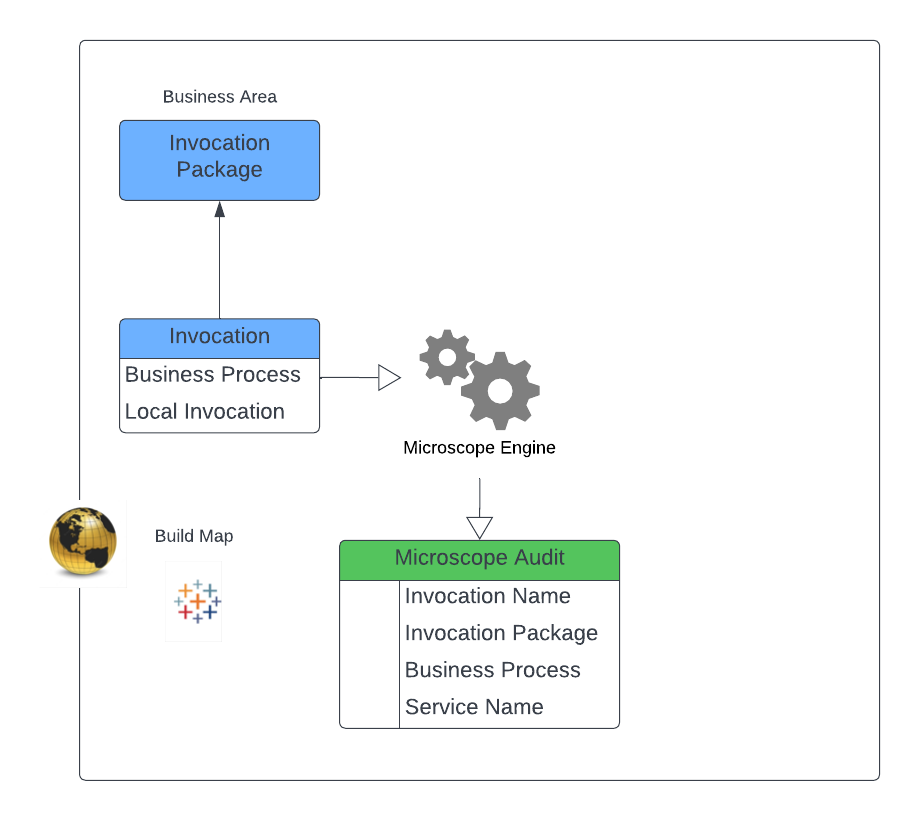 Business Area
Invocation
Package
Invocation
Business Process
Local Invocation
Microscope Engine
Build Map
Microscope Audit
Invocation Name
Invocation Package
Business Process
Service Name